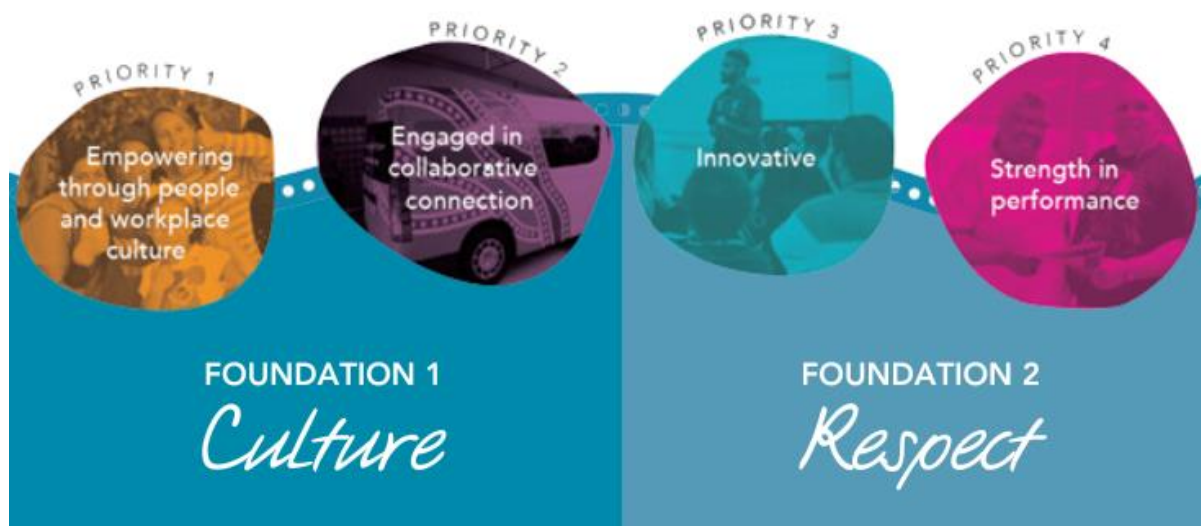 PRIORITY 1
Empowering
through people
and workplace
culture
PRIORITY 2
Engaged in
collaborative
connection
PRIORITY 3
Innovative
PRIORITY 4
Strength in
performance
FOUNDATION 1
Culture
FOUNDATION 2
Respect